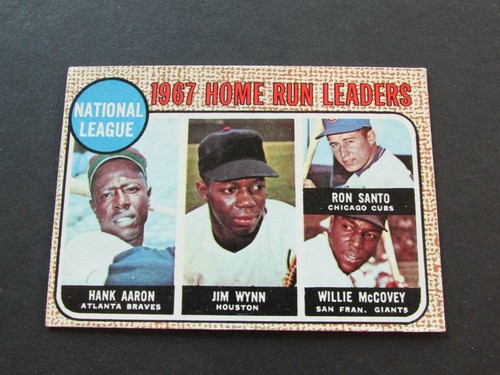 1967 HOME RUN LEADERS
NATIONAL
LEAGUE
HANK AARON
ATLANTA BRAVES
JIM WYNN
HOUSTON
RON SANTO
CHICAGO CUBS
WILLIE McCOVEY
SAN FRAN. GIANTS